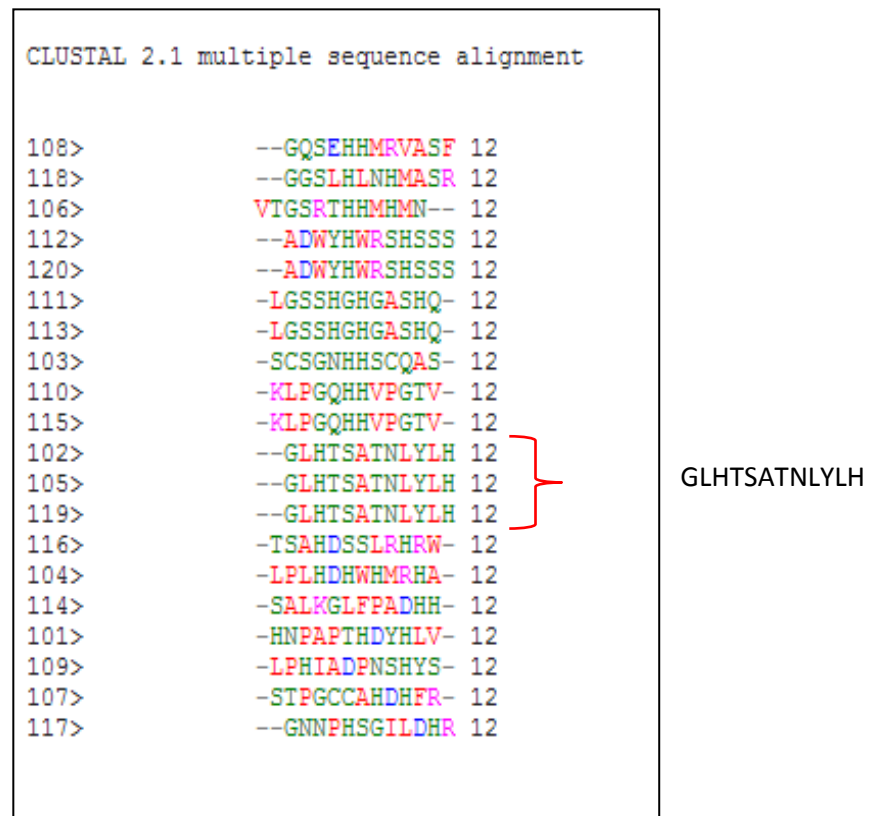 CLUSTAL 2.1 multiple sequence alignment
108> --GQSEHHMRVASF 12
118> --GGSLHLNHMASR 12
106> VTGSRTHHMHMN-- 12
112> --ADWYHWRSHSSS 12
120> --ADWYHWRSHSSS 12
111> -LGSSHGHGASHQ- 12
113> -LGSSHGHGASHQ- 12
103> -SCSGNHHSCQAS- 12
110> -KLPGQHHVPGTV- 12
115> -KLPGQHHVPGTV- 12
102> --GLHTSATNLYLH 12
105> --GLHTSATNLYLH 12
119> --GLHTSATNLYLH 12
GLHTSATNLYLH
116> -TSAHDSSLRHRW- 12
104> -LPLHDHWHMRHA- 12
114> -SALKGLFPADHH- 12
101> -HNPAPTHDYHLV- 12
109> -LPHIADPNSHYS- 12
107> -STPGCCAHDHFR- 12
117> --GNNPHSGILDHR 12